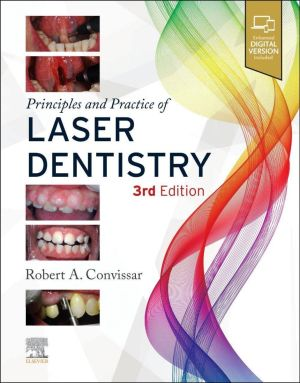 Enhanced
DIGITAL
VERSION
Included
Principles and Practice of
LASER
DENTISTRY
3rd Edition
Robert A. Convissar
ELSEVIER